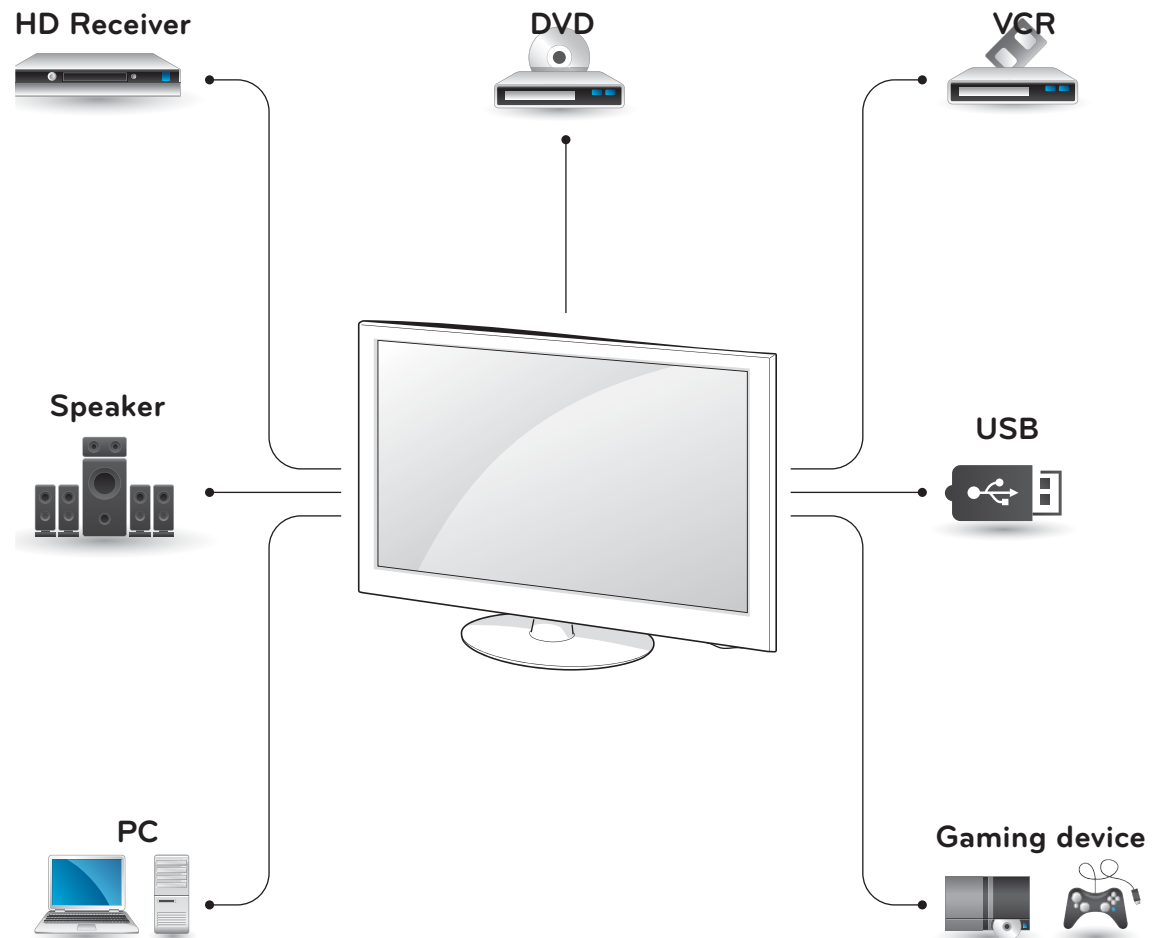 HD Receiver
DVD
VCR
Speaker
USB
PC
Gaming device